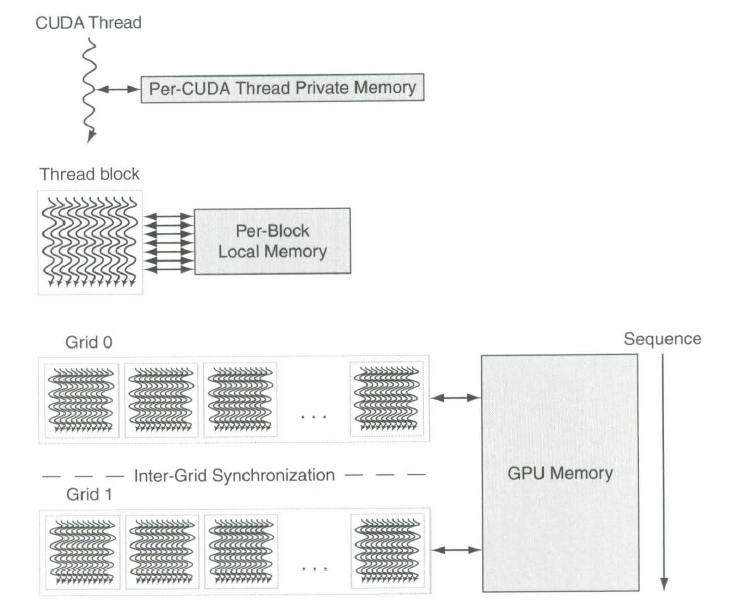 CUDA Thread
Per-CUDA Thread Private Memory
Thread block
Per-Block
Local Memory
Grid 0
Sequence
. . .
Inter-Grid Synchronization
GPU Memory
Grid 1
. . .